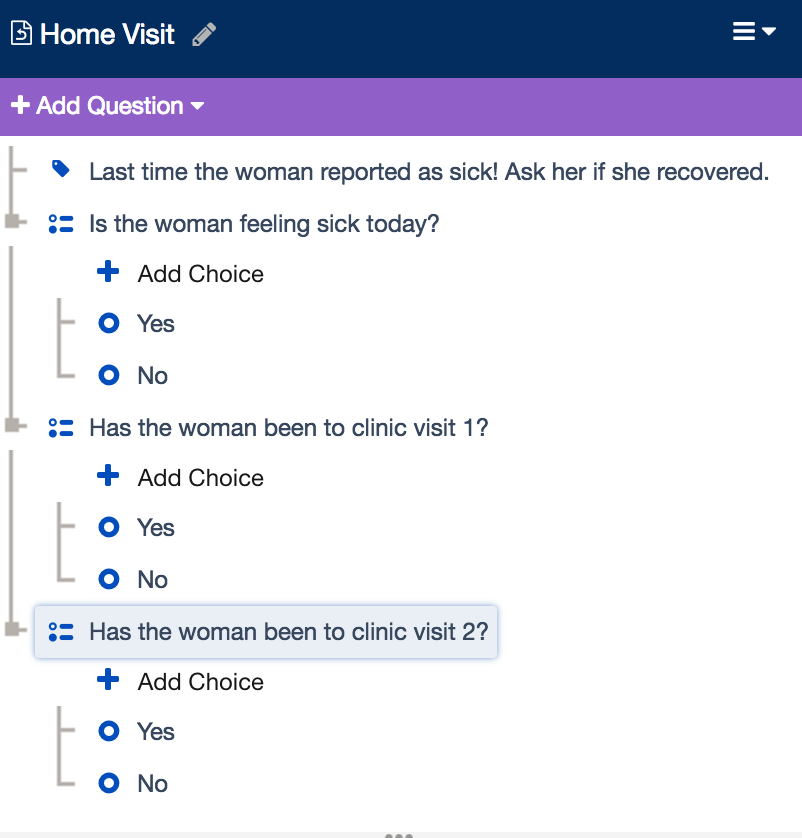 Home Visit
Add Question
Last time the woman reported as sick! Ask her if she recovered.
Is the woman feeling sick today?
Add Choice
Yes
No
Has the woman been to clinic visit 1?
Add Choice
Yes
No
Has the woman been to clinic visit 2?
Add Choice
Yes
No